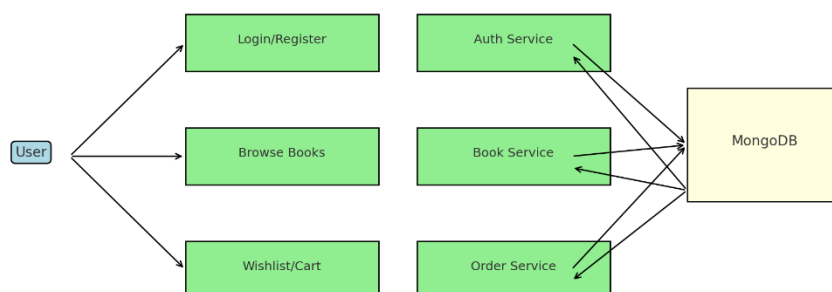 Login/Register
Auth Service
User
Browse Books
Book Service
MongoDB
Wishlist/Cart
Order Service